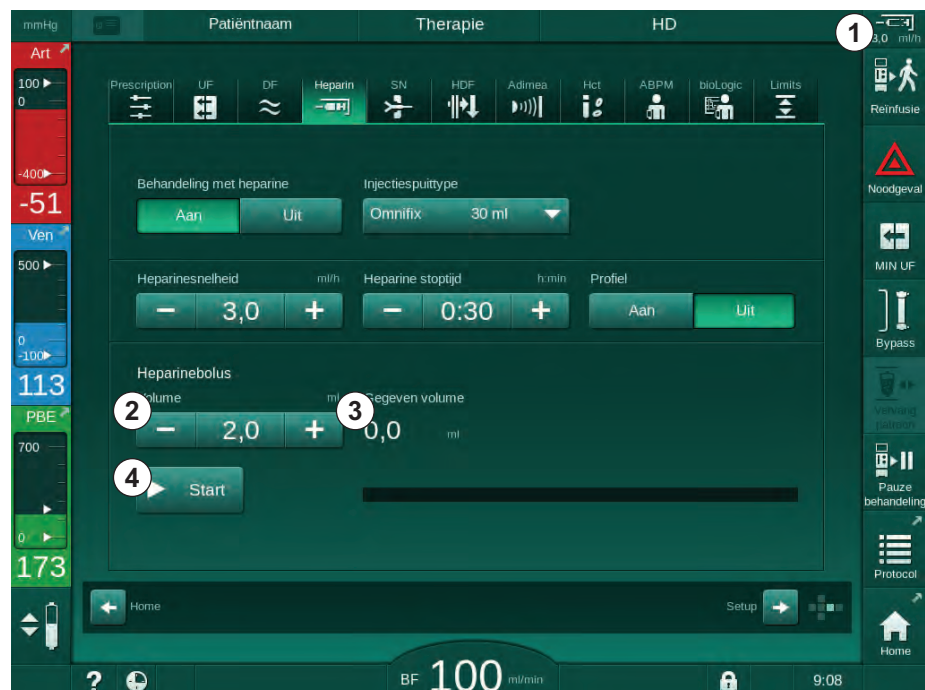 mmHg Patiëntnaam Therapie HD 1
3,0 ml/h
Art
100
0
-400
-51
Ven
500
0
-100
113
PBE
700
0
173
Prescription UF DF Heparin SN HDF Adimea Hct ABPM bioLogic Limits
Behandeling met heparine Injectiespuittype
Aan Uit Omnifix 30 ml
Heparinesnelheid ml/h Heparine stoptijd h:min Profiel
− 3,0 + − 0:30 + Aan Uit
Heparinebolus
Volume ml Gegeven volume
2 − 2,0 + 3 0,0 ml
4 Start
Home Setup
Reïnfusie
Noodgeval
MIN UF
Bypass
Pauze
behandeling
Protocol
Home
? BF 100 ml/min 9:08